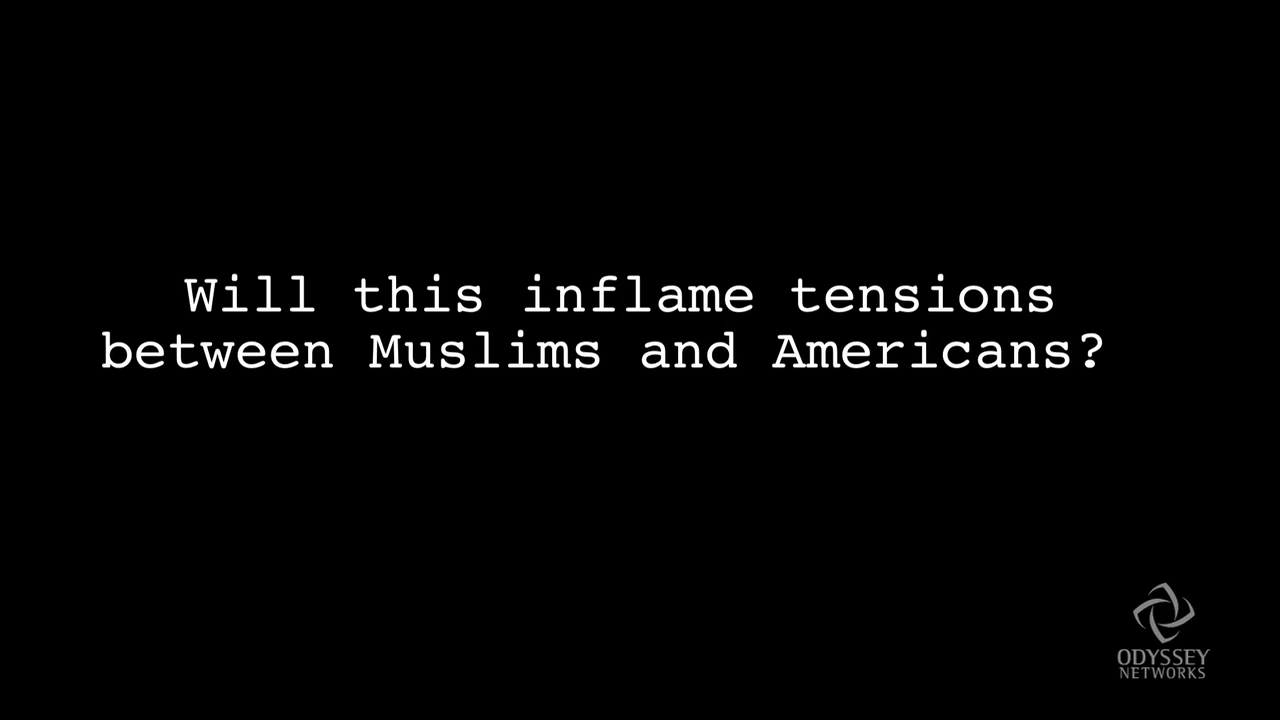 Will this inflame tensions
between Muslims and Americans?
ODYSSEY
NETWORKS